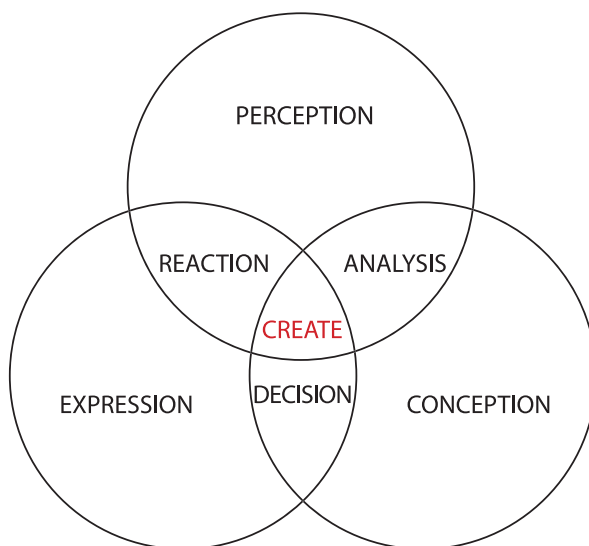 PERCEPTION
REACTION
ANALYSIS
CREATE
EXPRESSION
DECISION
CONCEPTION